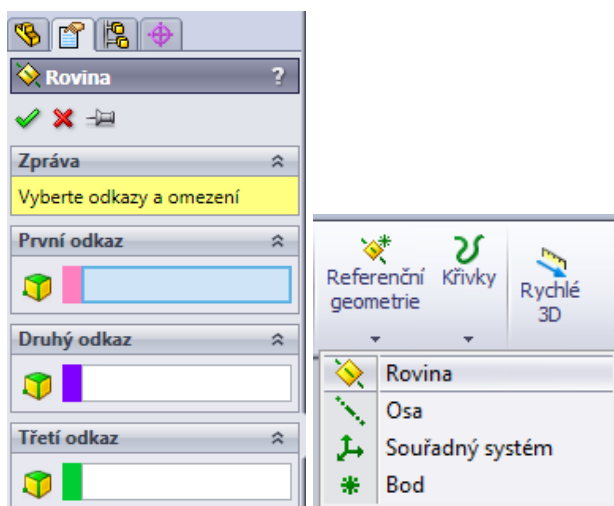 Rovina ?
Zpráva
Vyberte odkazy a omezení
První odkaz
Druhý odkaz
Třetí odkaz
Referenční
geometrie
Křivky
Rychlé
3D
Rovina
Osa
Souřadný systém
Bod